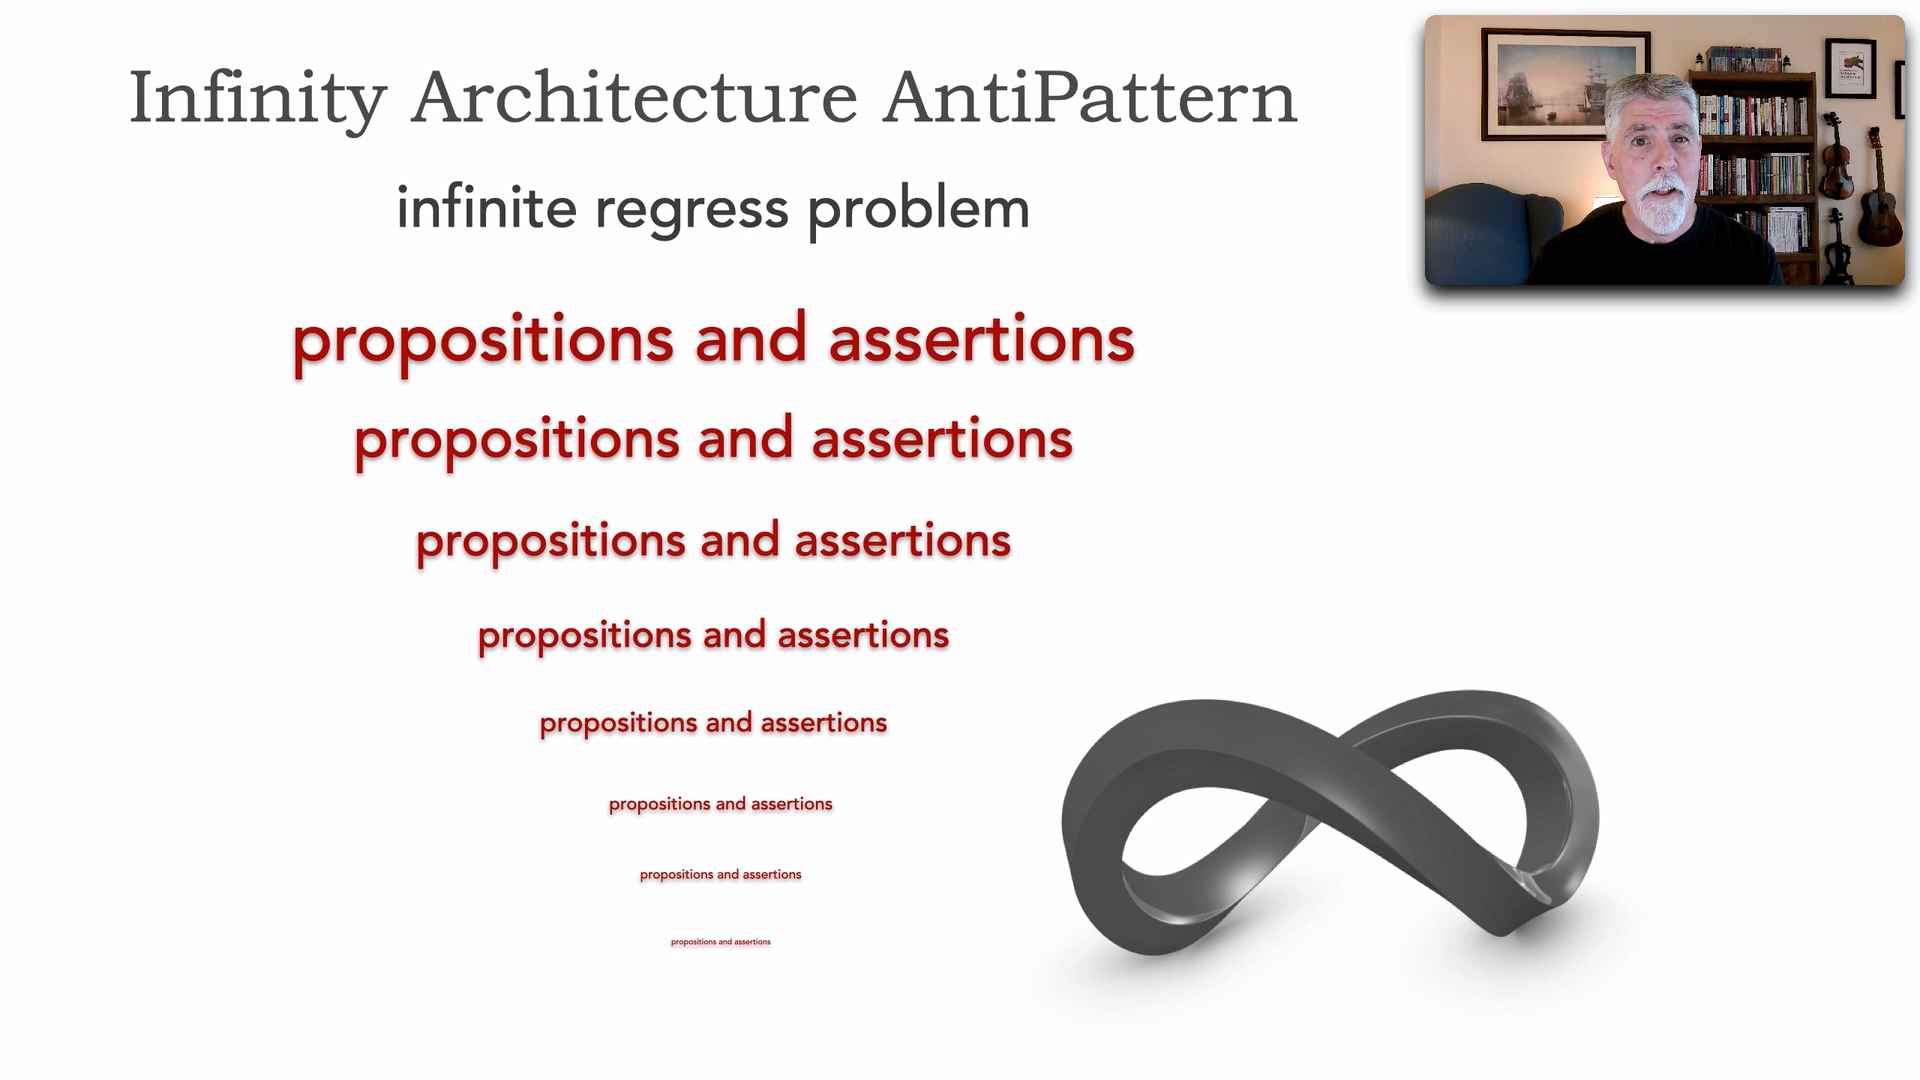 Infinity Architecture AntiPattern
infinite regress problem
propositions and assertions
propositions and assertions
propositions and assertions
propositions and assertions
propositions and assertions
propositions and assertions
propositions and assertions
propositions and assertions